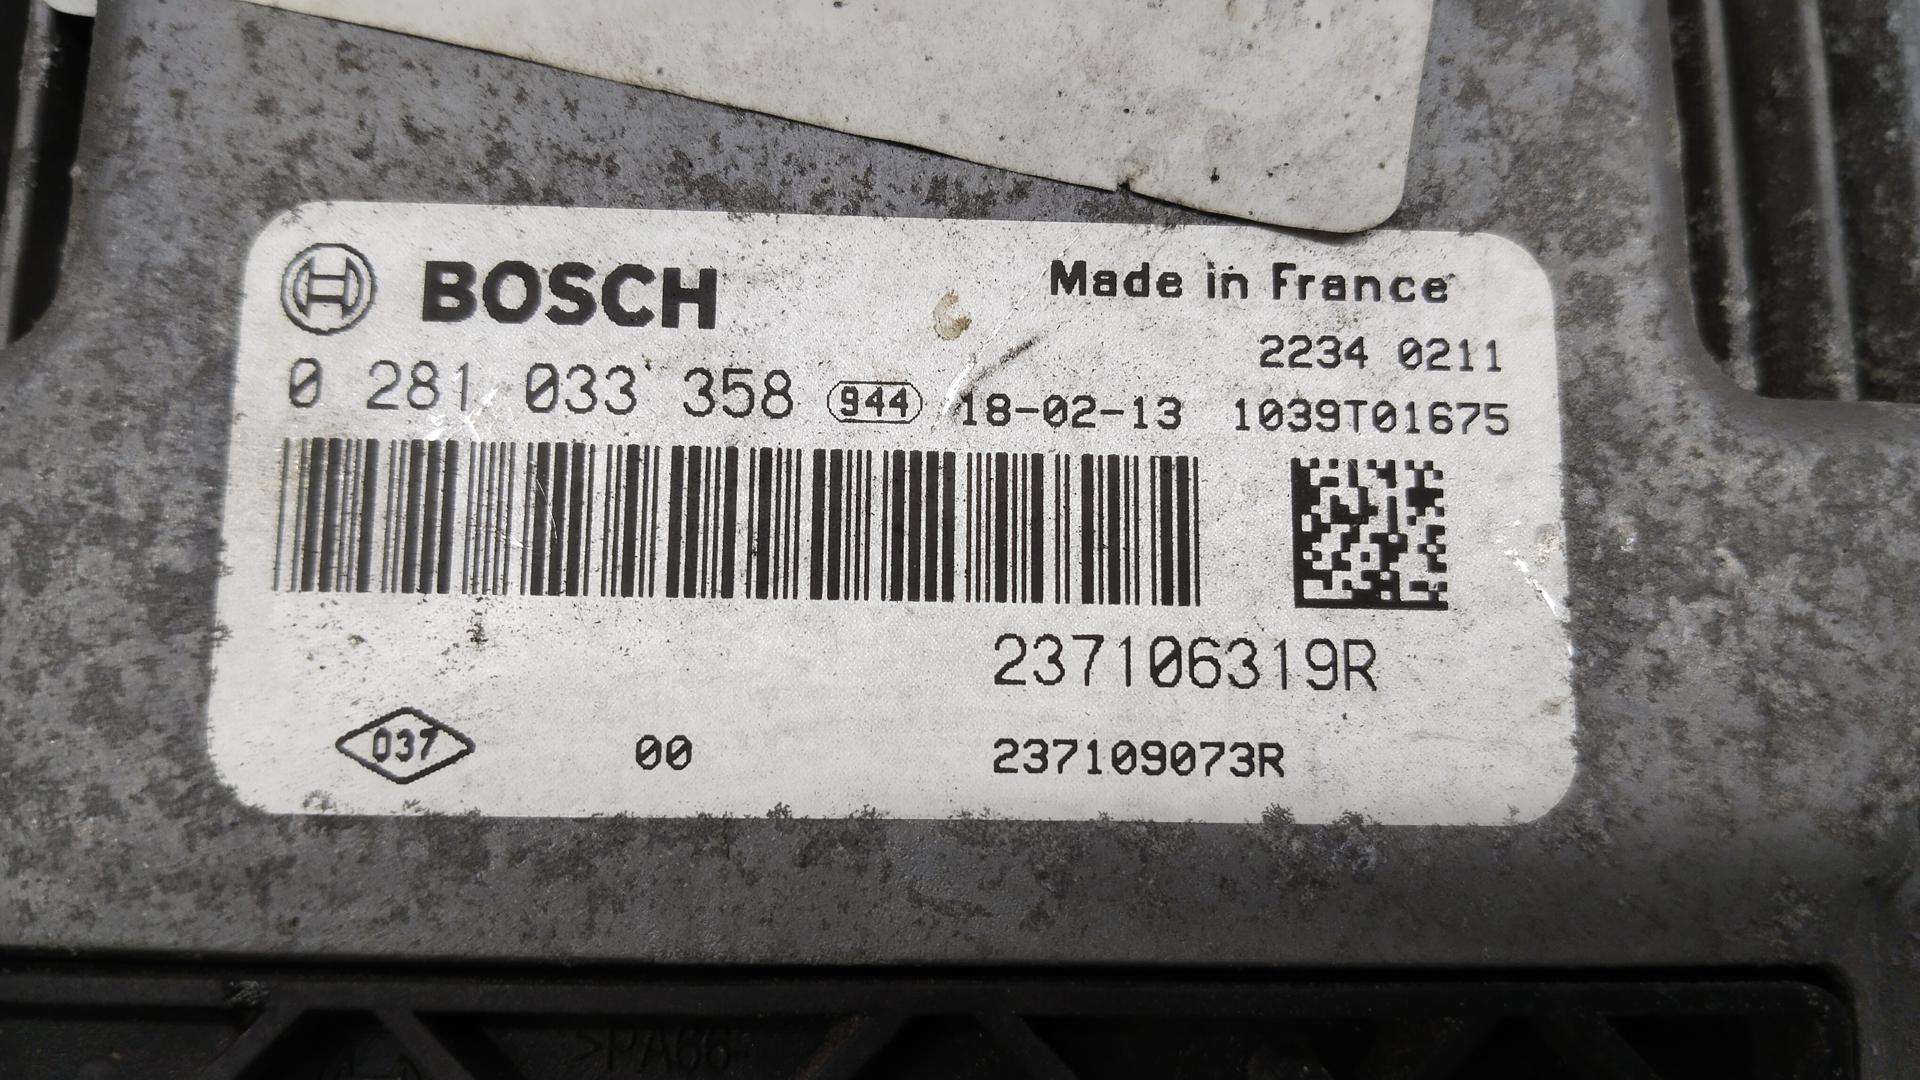 BOSCH
Made in France
2234 0211
0 281 033 358 944 18-02-13 1039T01675
237106319R
037 00 237109073R
>PA66-